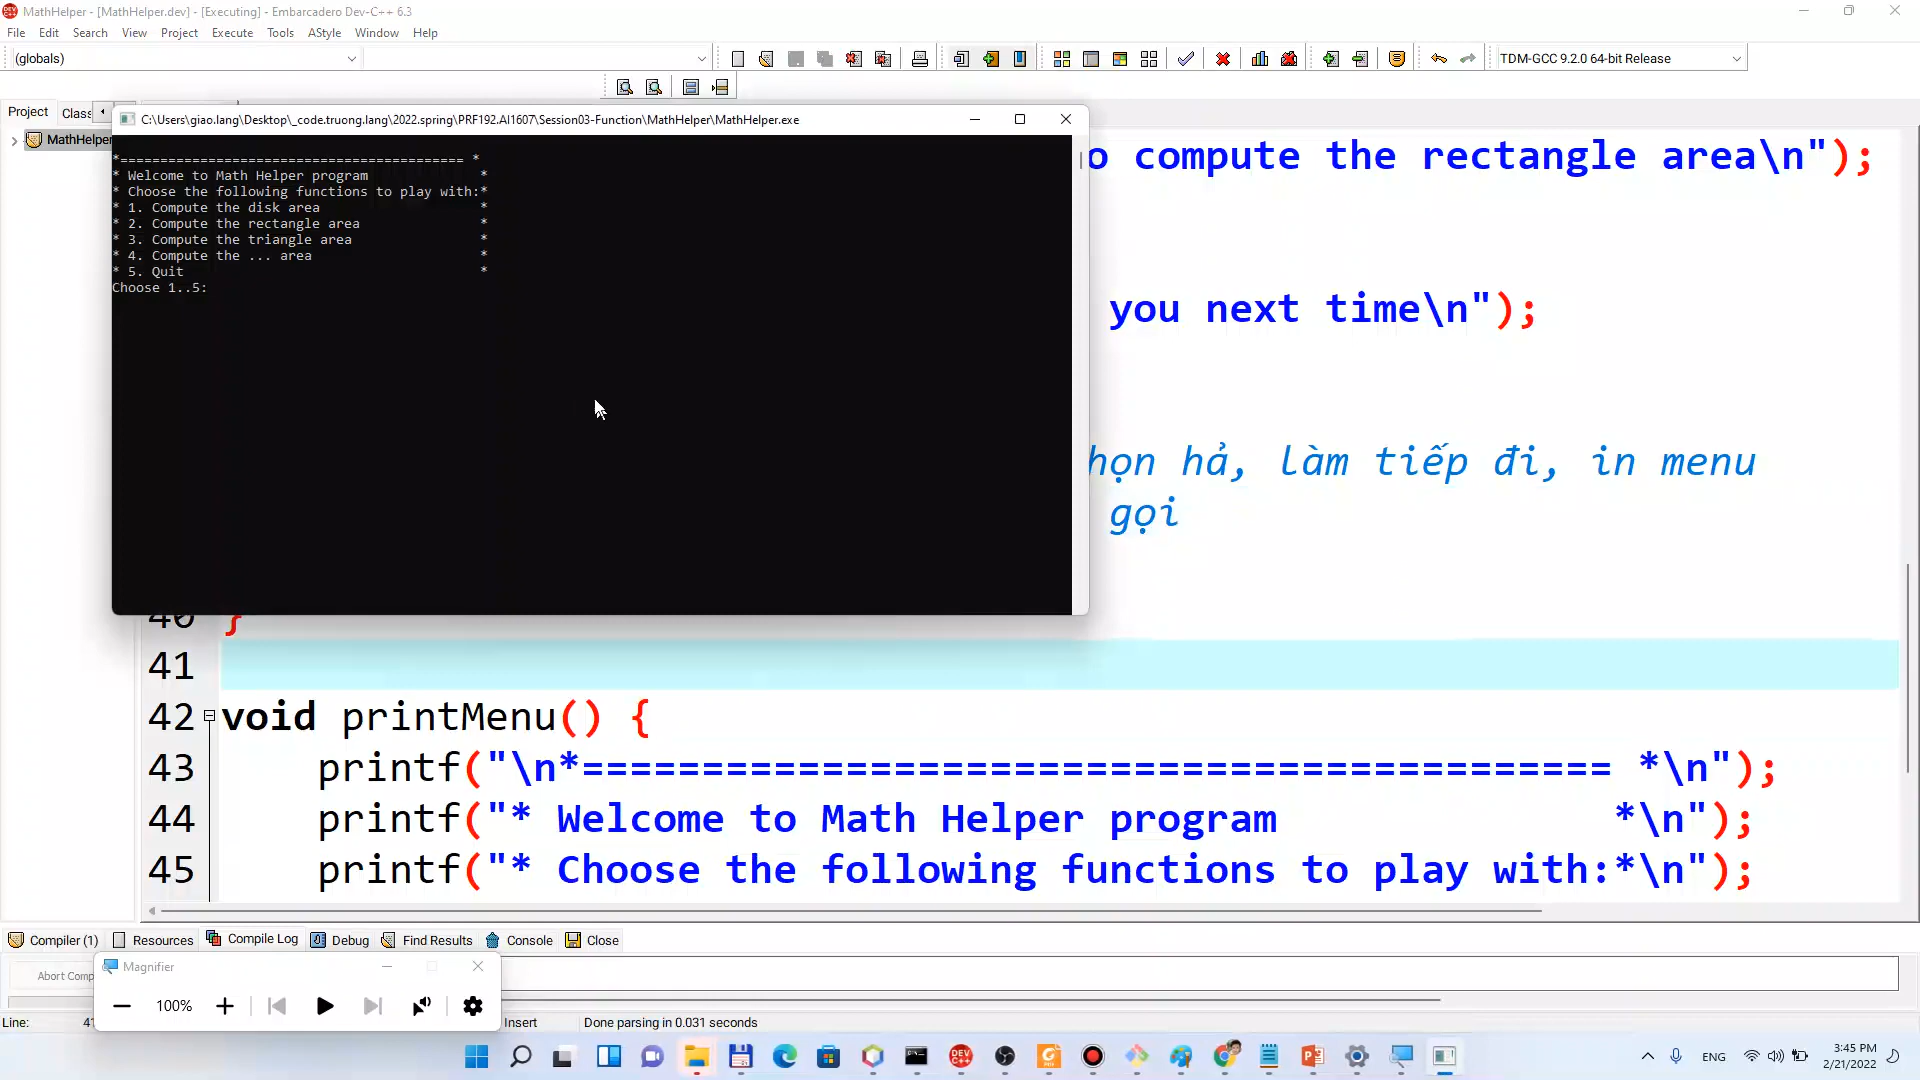 MathHelper - [MathHelper.dev] - [Executing] - Embarcadero Dev-C++ 6.3
File Edit Search View Project Execute Tools AStyle Window Help
(globals)
TDM-GCC 9.2.0 64-bit Release
Project Class
MathHelper
C:\Users\giao.lang\Desktop\_code.truong.lang\2022.spring\PRF192.AI1607\Session03-Function\MathHelper\MathHelper.exe
*=========================================== *
* Welcome to Math Helper program *
* Choose the following functions to play with:*
* 1. Compute the disk area *
* 2. Compute the rectangle area *
* 3. Compute the triangle area *
* 4. Compute the ... area *
* 5. Quit *
Choose 1..5:
o compute the rectangle area\n");
you next time\n");
họn hả, làm tiếp đi, in menu
gọi
40 }
41
42 void printMenu() {
43 printf("\n*=========================================== *\n");
44 printf("* Welcome to Math Helper program *\n");
45 printf("* Choose the following functions to play with:*\n");
Compiler (1) Resources Compile Log Debug Find Results Console Close
Abort Comp
Magnifier
100%
Line: 41 Insert Done parsing in 0.031 seconds
ENG
3:45 PM
2/21/2022